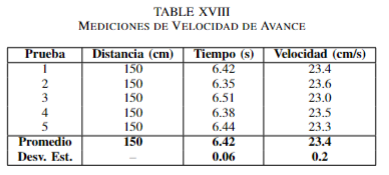 TABLE XVIII
MEDICIONES DE VELOCIDAD DE AVANCE
Prueba Distancia (cm) Tiempo (s) Velocidad (cm/s)
1 150 6.42 23.4
2 150 6.35 23.6
3 150 6.51 23.0
4 150 6.38 23.5
5 150 6.44 23.3
Promedio 150 6.42 23.4
Desv. Est. – 0.06 0.2